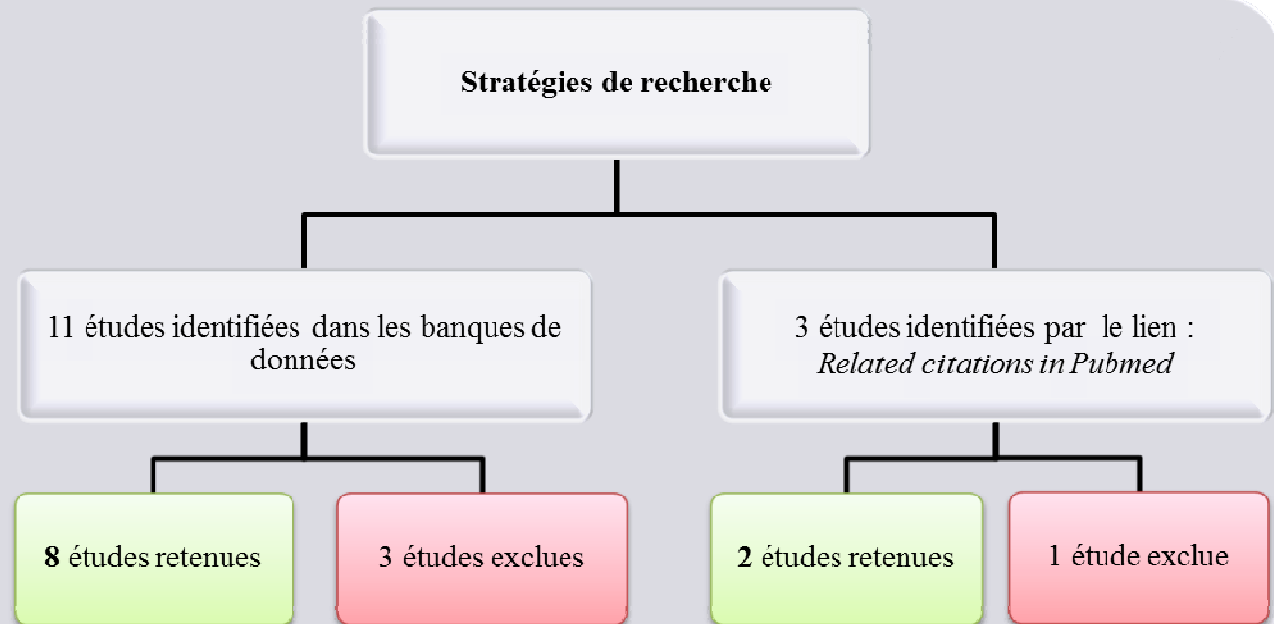 Stratégies de recherche
11 études identifiées dans les banques de
données
3 études identifiées par le lien :
Related citations in Pubmed
8 études retenues
3 études exclues
2 études retenues
1 étude exclue